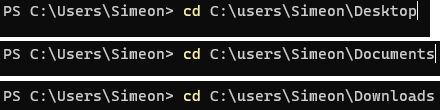 PS C:\Users\Simeon> cd C:\users\Simeon\Desktop
PS C:\Users\Simeon> cd C:\users\Simeon\Documents
PS C:\Users\Simeon> cd C:\users\Simeon\Downloads